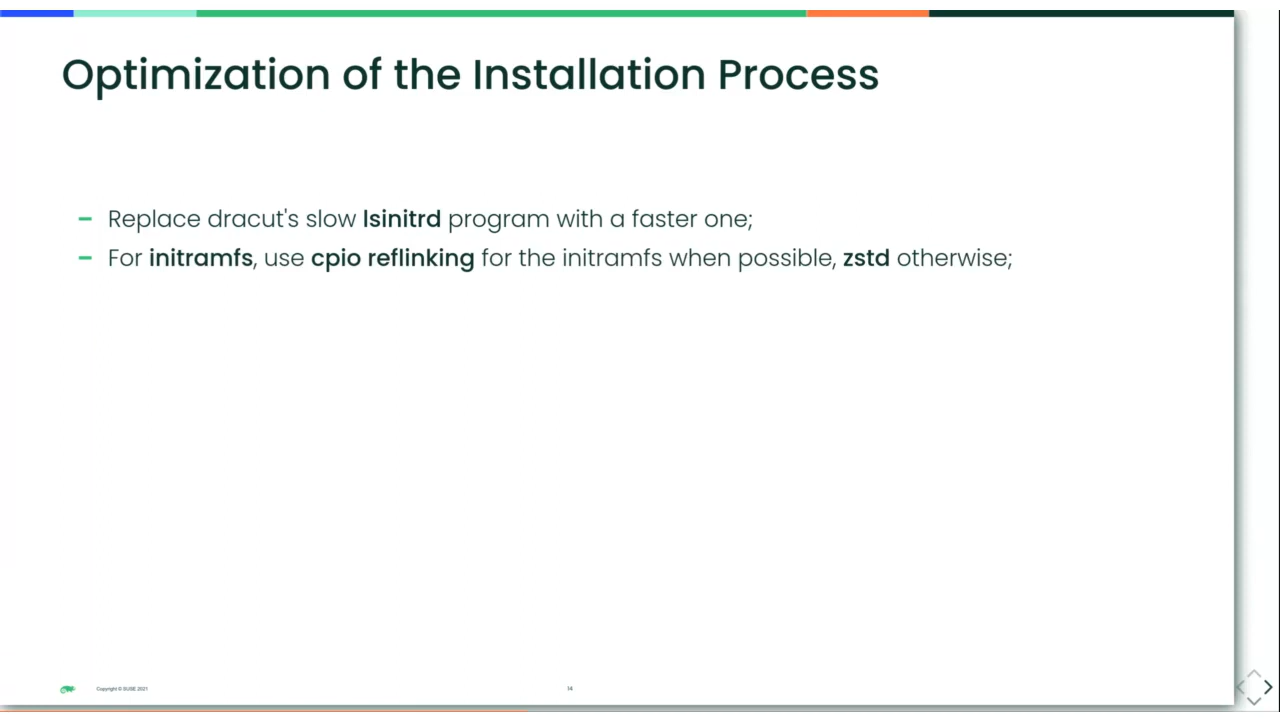 Optimization of the Installation Process
– Replace dracut's slow lsinitrd program with a faster one;
– For initramfs, use cpio reflinking for the initramfs when possible, zstd otherwise;
Copyright © SUSE 2021
14